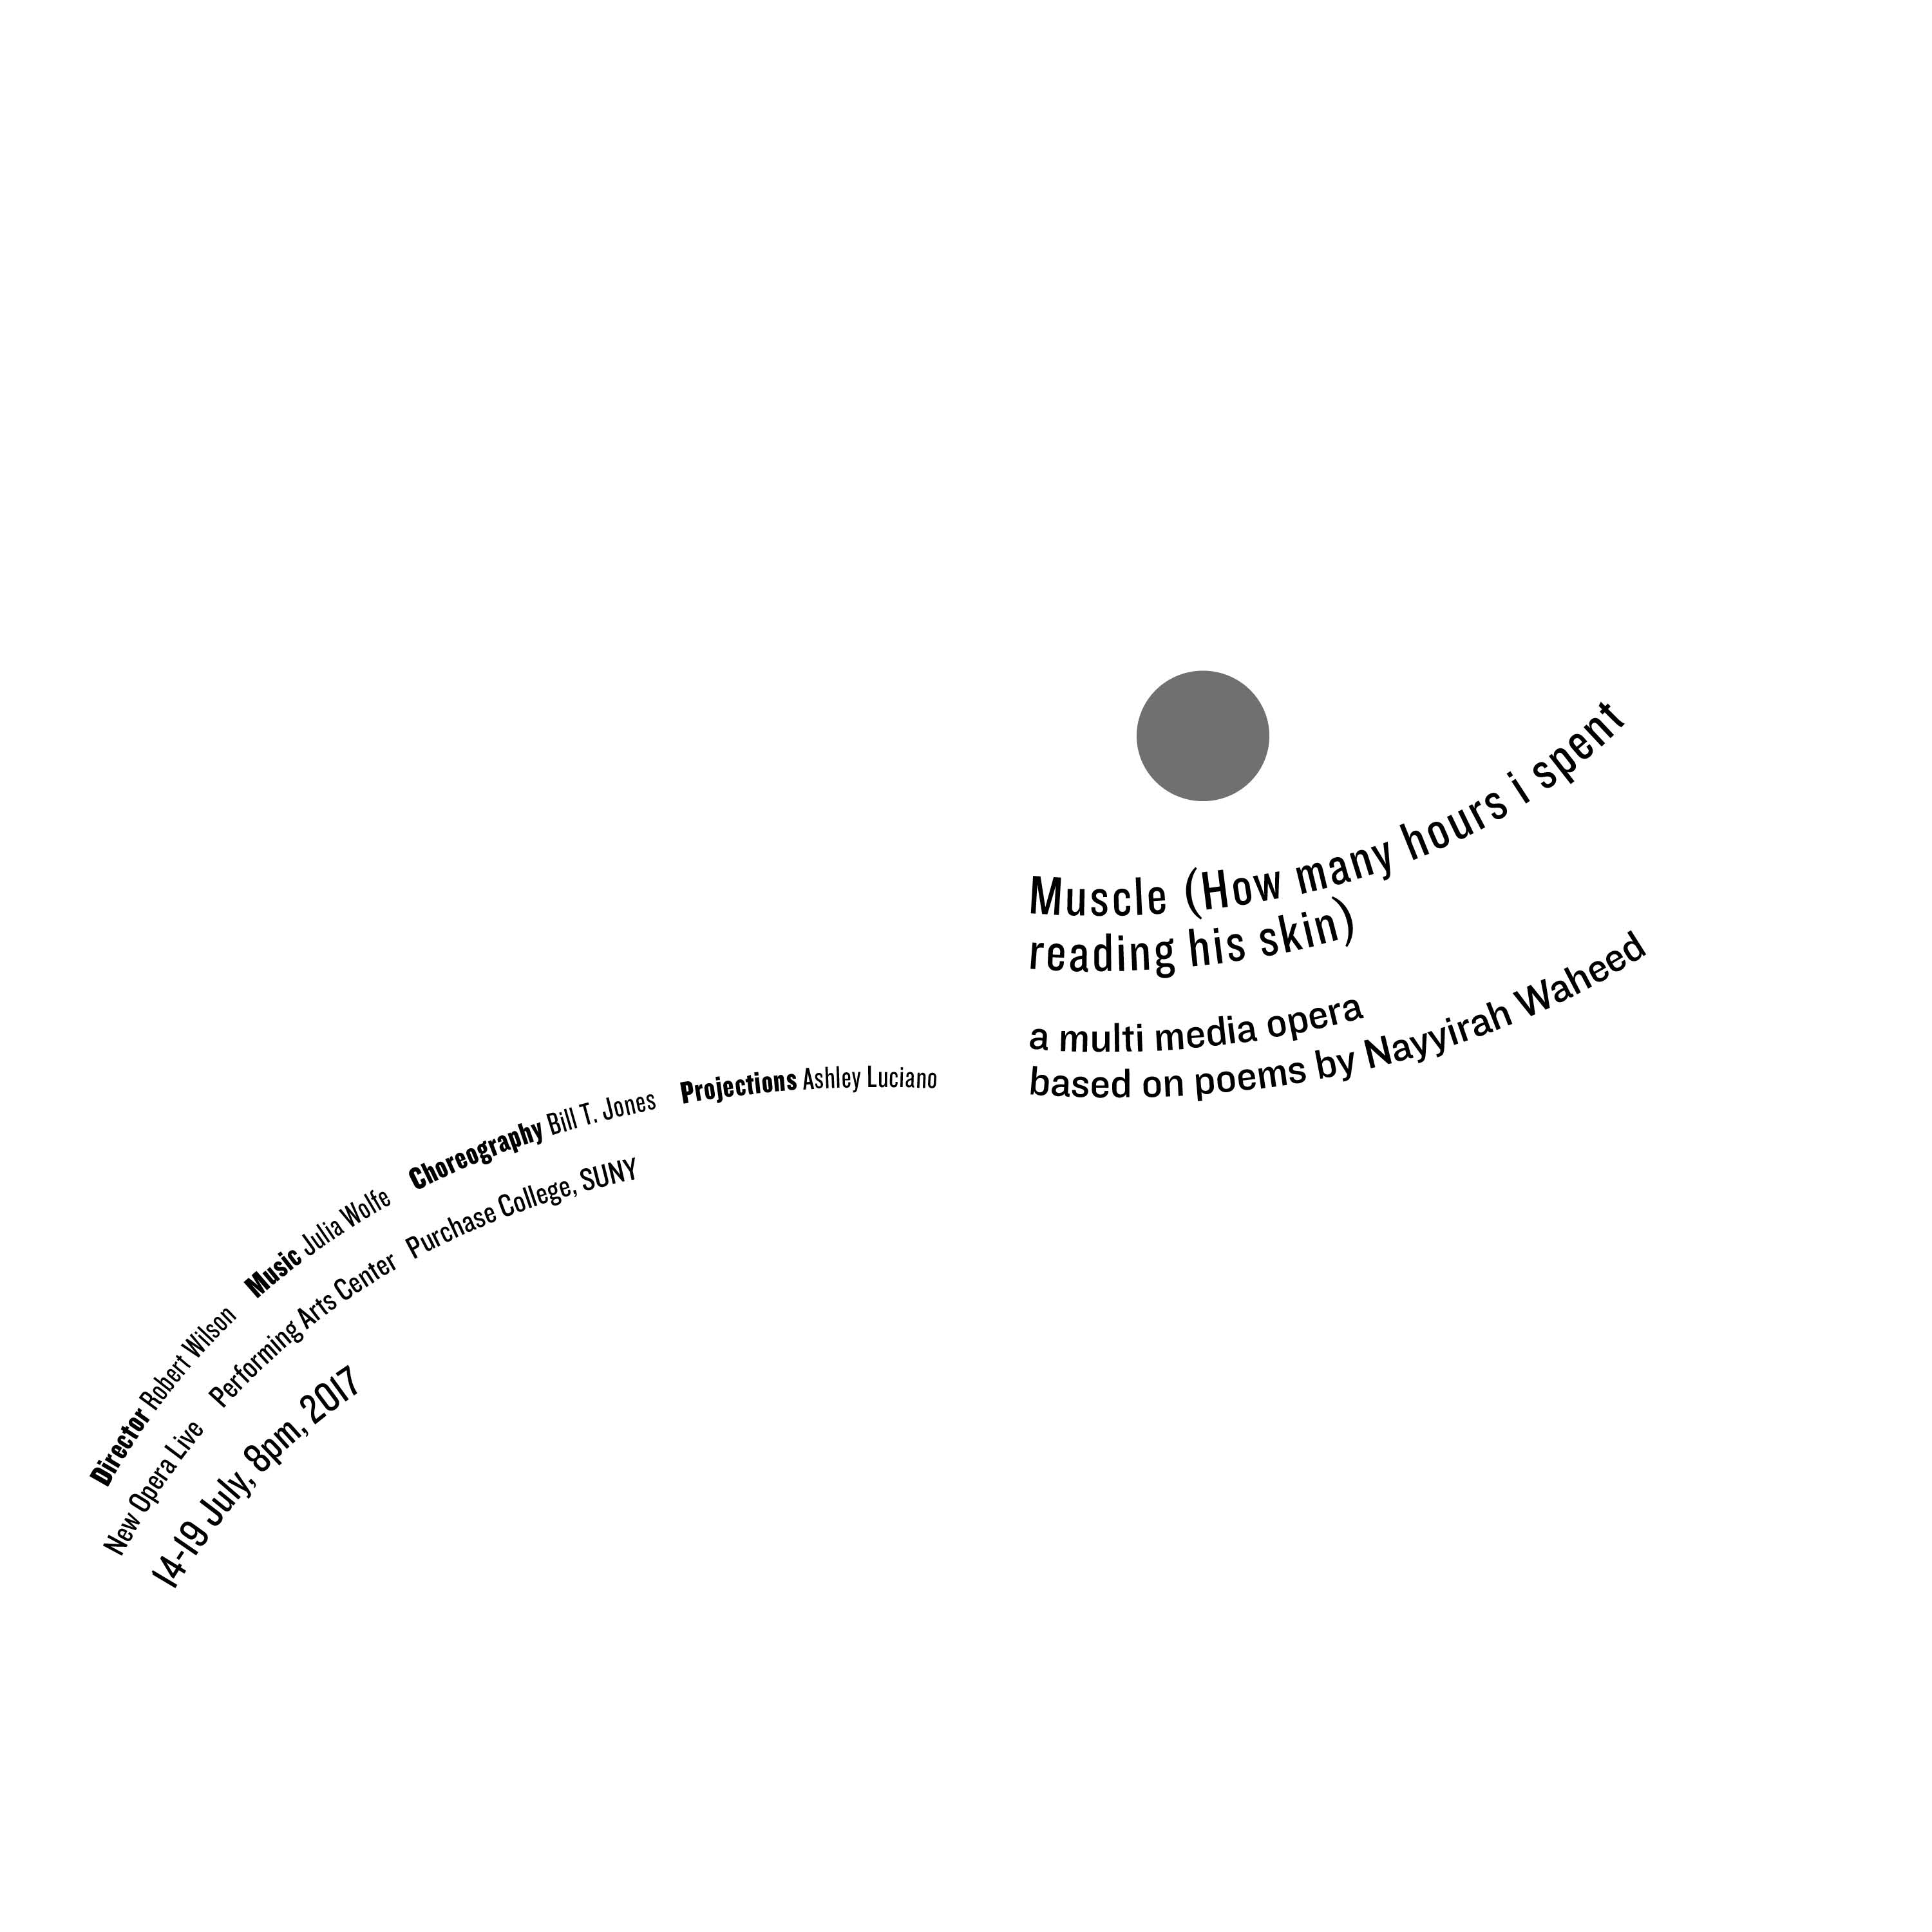 Muscle (How many hours i spent
reading his skin)
a multi media opera
based on poems by Nayyirah Waheed
Director Robert Wilson Music Julia Wolfe Choreography Bill T. Jones Projections Ashley Luciano
New Opera Live Performing Arts Center Purchase College, SUNY
14-19 July, 8pm, 2017